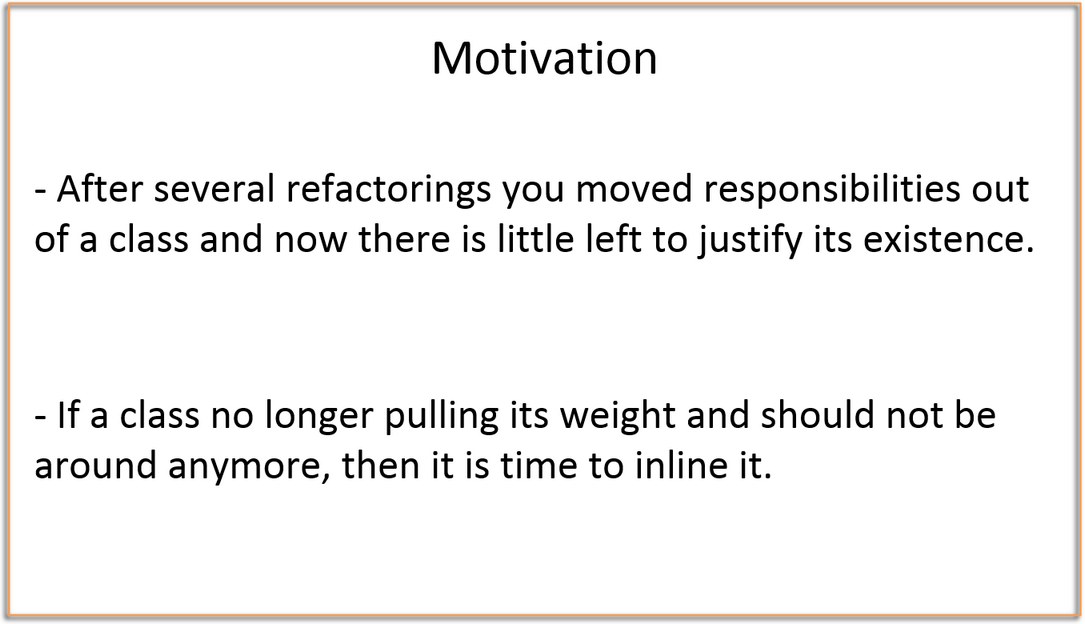 Motivation
- After several refactorings you moved responsibilities out
of a class and now there is little left to justify its existence.
- If a class no longer pulling its weight and should not be
around anymore, then it is time to inline it.